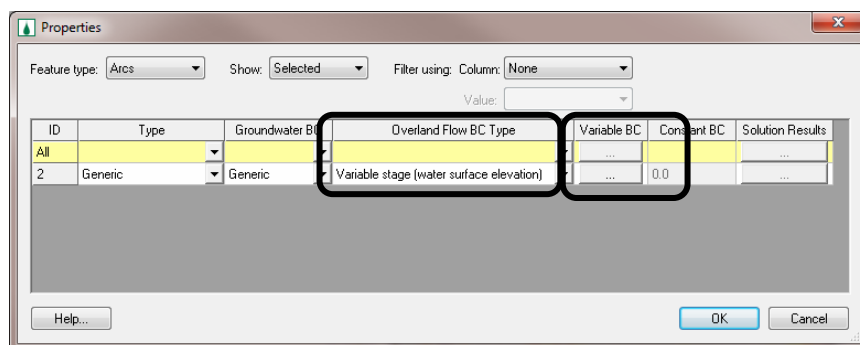 Properties
Feature type: Arcs Show: Selected Filter using: Column: None
Value:
ID Type Groundwater BC Overland Flow BC Type Variable BC Constant BC Solution Results
All ... ...
2 Generic Generic Variable stage (water surface elevation) ... 0.0 ...
Help... OK Cancel